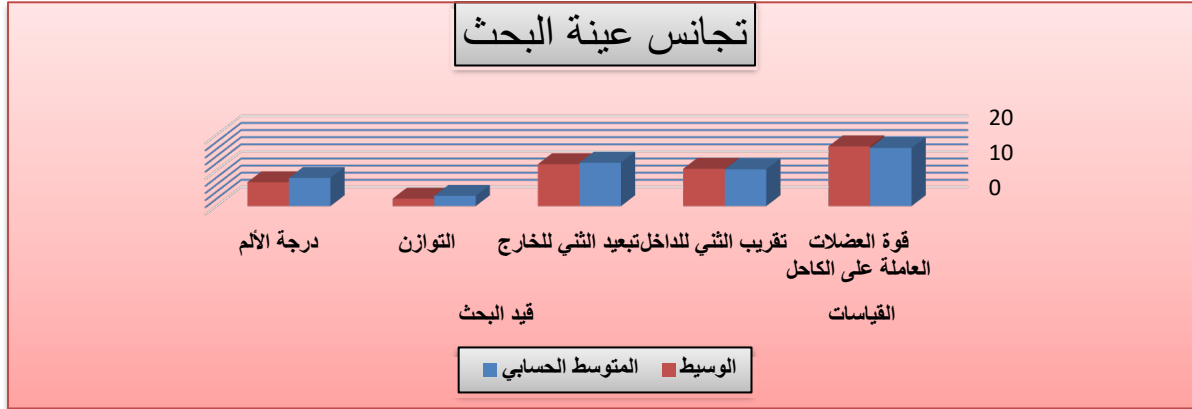 تجانس عينة البحث
20
10
0
قوة العضلات
العاملة على الكاحل
تقريب الثني للداخل
تبعيد الثني للخارج
التوازن
درجة الألم
القياسات
قيد البحث
الوسيط
المتوسط الحسابي